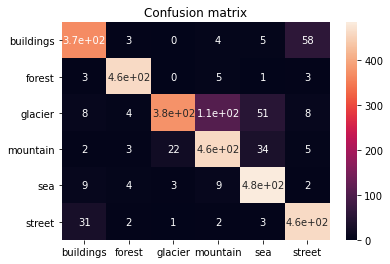 Confusion matrix
buildings 3.7e+02 3 0 4 5 58
forest 3 4.6e+02 0 5 1 3
glacier 8 4 3.8e+02 1.1e+02 51 8
mountain 2 3 22 4.6e+02 34 5
sea 9 4 3 9 4.8e+02 2
street 31 2 1 2 3 4.6e+02
buildings forest glacier mountain sea street
400
300
200
100
0